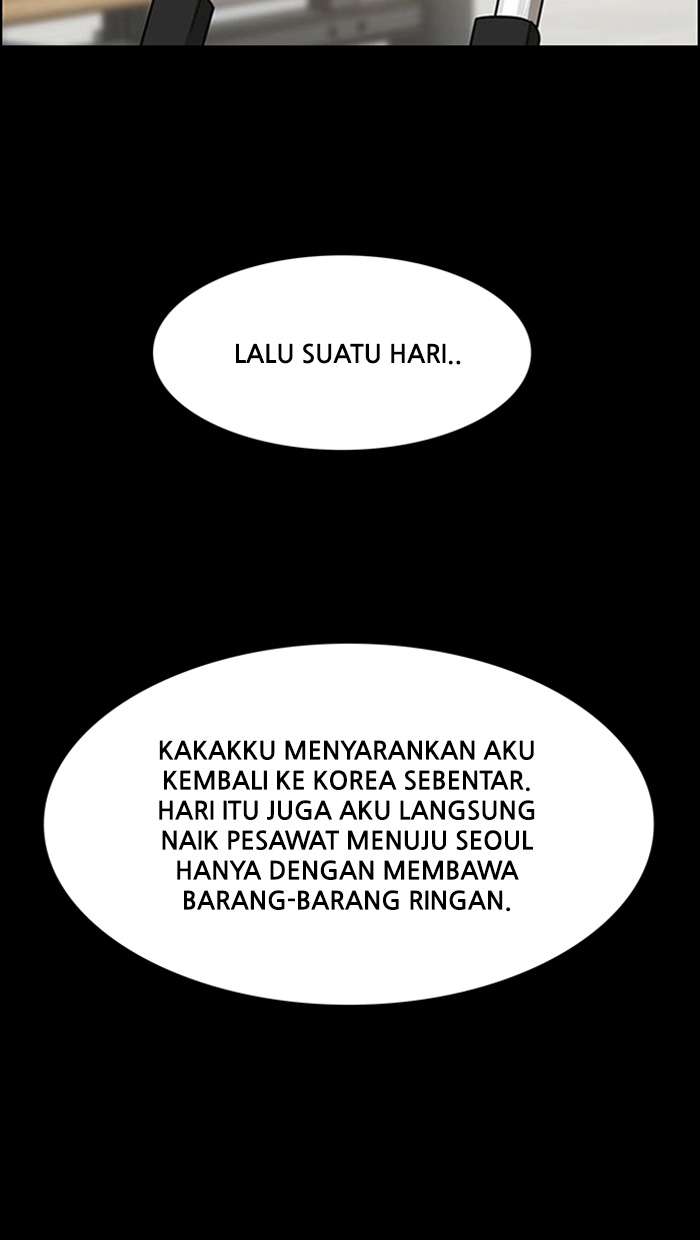 LALU SUATU HARI..
KAKAKKU MENYARANKAN AKU
KEMBALI KE KOREA SEBENTAR.
HARI ITU JUGA AKU LANGSUNG
NAIK PESAWAT MENUJU SEOUL
HANYA DENGAN MEMBAWA
BARANG-BARANG RINGAN.